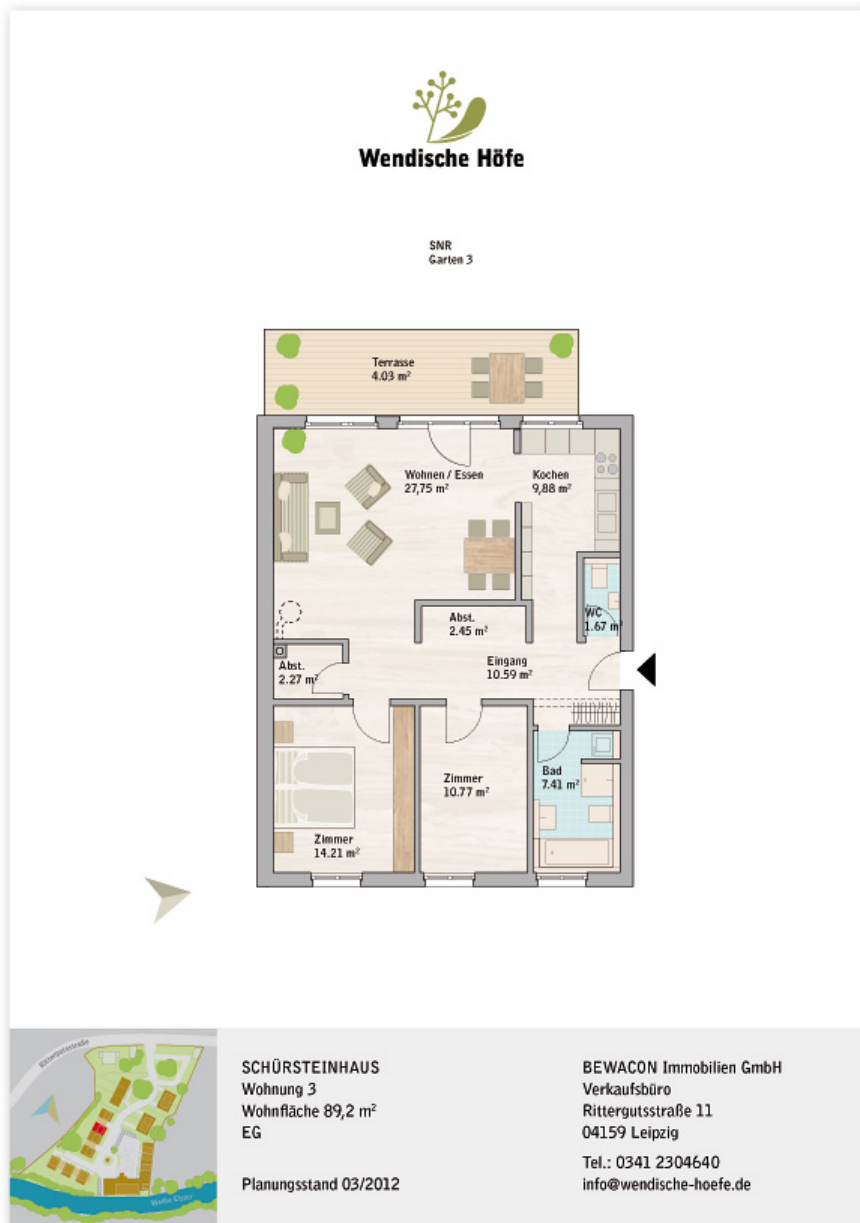 Wendische Höfe
SNR
Garten 3
Terrasse
4.03 m²
Wohnen / Essen
27,75 m²
Kochen
9,88 m²
Abst.
2.45 m²
WC
1.67 m²
Eingang
10.59 m²
Abst.
2.27 m²
Zimmer
10.77 m²
Bad
7.41 m²
Zimmer
14.21 m²
Rittergutsstraße
Weiße Elster
SCHÜRSTEINHAUS
Wohnung 3
Wohnfläche 89,2 m²
EG
Planungsstand 03/2012
BEWACON Immobilien GmbH
Verkaufsbüro
Rittergutsstraße 11
04159 Leipzig
Tel.: 0341 2304640
info@wendische-hoefe.de